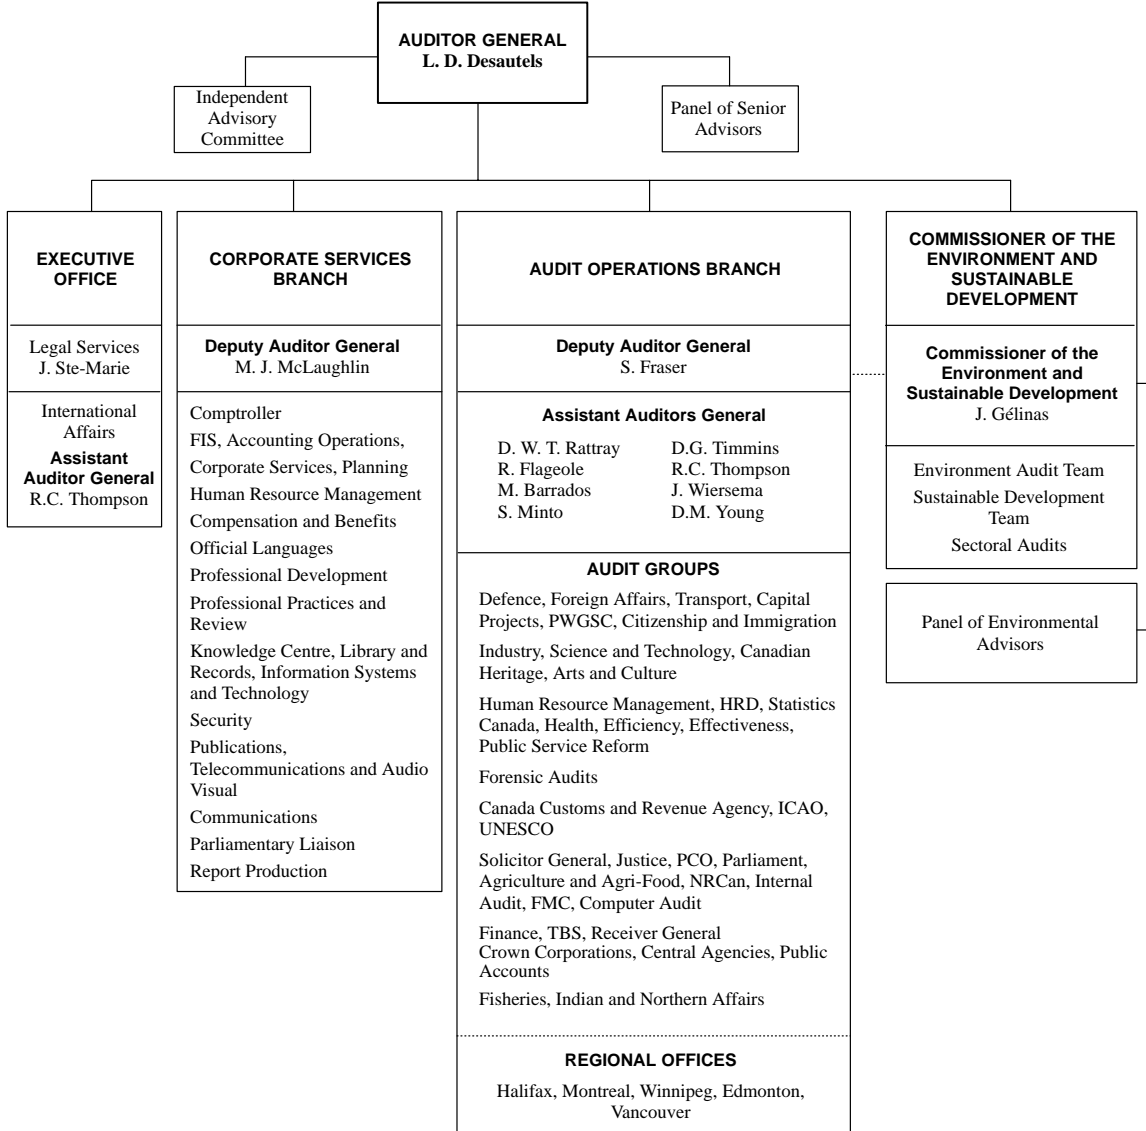 AUDITOR GENERAL
L. D. Desautels
Independent
Advisory
Committee
Panel of Senior
Advisors
EXECUTIVE
OFFICE
Legal Services
J. Ste-Marie
International
Affairs
Assistant
Auditor General
R.C. Thompson
CORPORATE SERVICES
BRANCH
Deputy Auditor General
M. J. McLaughlin
Comptroller
FIS, Accounting Operations,
Corporate Services, Planning
Human Resource Management
Compensation and Benefits
Official Languages
Professional Development
Professional Practices and
Review
Knowledge Centre, Library and
Records, Information Systems
and Technology
Security
Publications,
Telecommunications and Audio
Visual
Communications
Parliamentary Liaison
Report Production
AUDIT OPERATIONS BRANCH
Deputy Auditor General
S. Fraser
Assistant Auditors General
D. W. T. Rattray
R. Flageole
M. Barrados
S. Minto
D.G. Timmins
R.C. Thompson
J. Wiersema
D.M. Young
AUDIT GROUPS
Defence, Foreign Affairs, Transport, Capital
Projects, PWGSC, Citizenship and Immigration
Industry, Science and Technology, Canadian
Heritage, Arts and Culture
Human Resource Management, HRD, Statistics
Canada, Health, Efficiency, Effectiveness,
Public Service Reform
Forensic Audits
Canada Customs and Revenue Agency, ICAO,
UNESCO
Solicitor General, Justice, PCO, Parliament,
Agriculture and Agri-Food, NRCan, Internal
Audit, FMC, Computer Audit
Finance, TBS, Receiver General
Crown Corporations, Central Agencies, Public
Accounts
Fisheries, Indian and Northern Affairs
REGIONAL OFFICES
Halifax, Montreal, Winnipeg, Edmonton,
Vancouver
COMMISSIONER OF THE
ENVIRONMENT AND
SUSTAINABLE
DEVELOPMENT
Commissioner of the
Environment and
Sustainable Development
J. Gélinas
Environment Audit Team
Sustainable Development
Team
Sectoral Audits
Panel of Environmental
Advisors